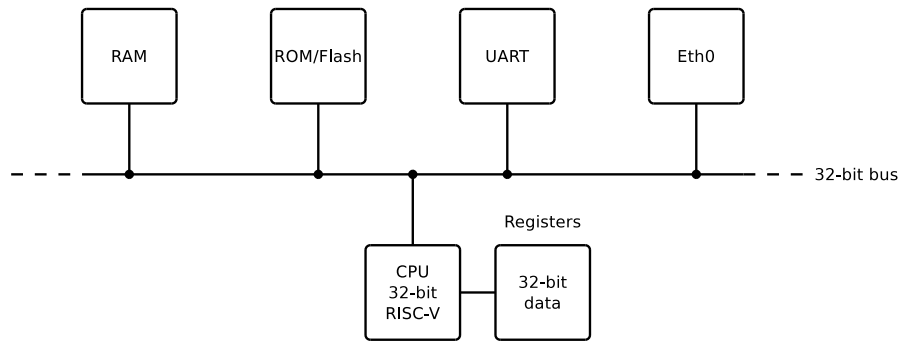 RAM
ROM/Flash
UART
Eth0
32-bit bus
Registers
CPU
32-bit
RISC-V
32-bit
data